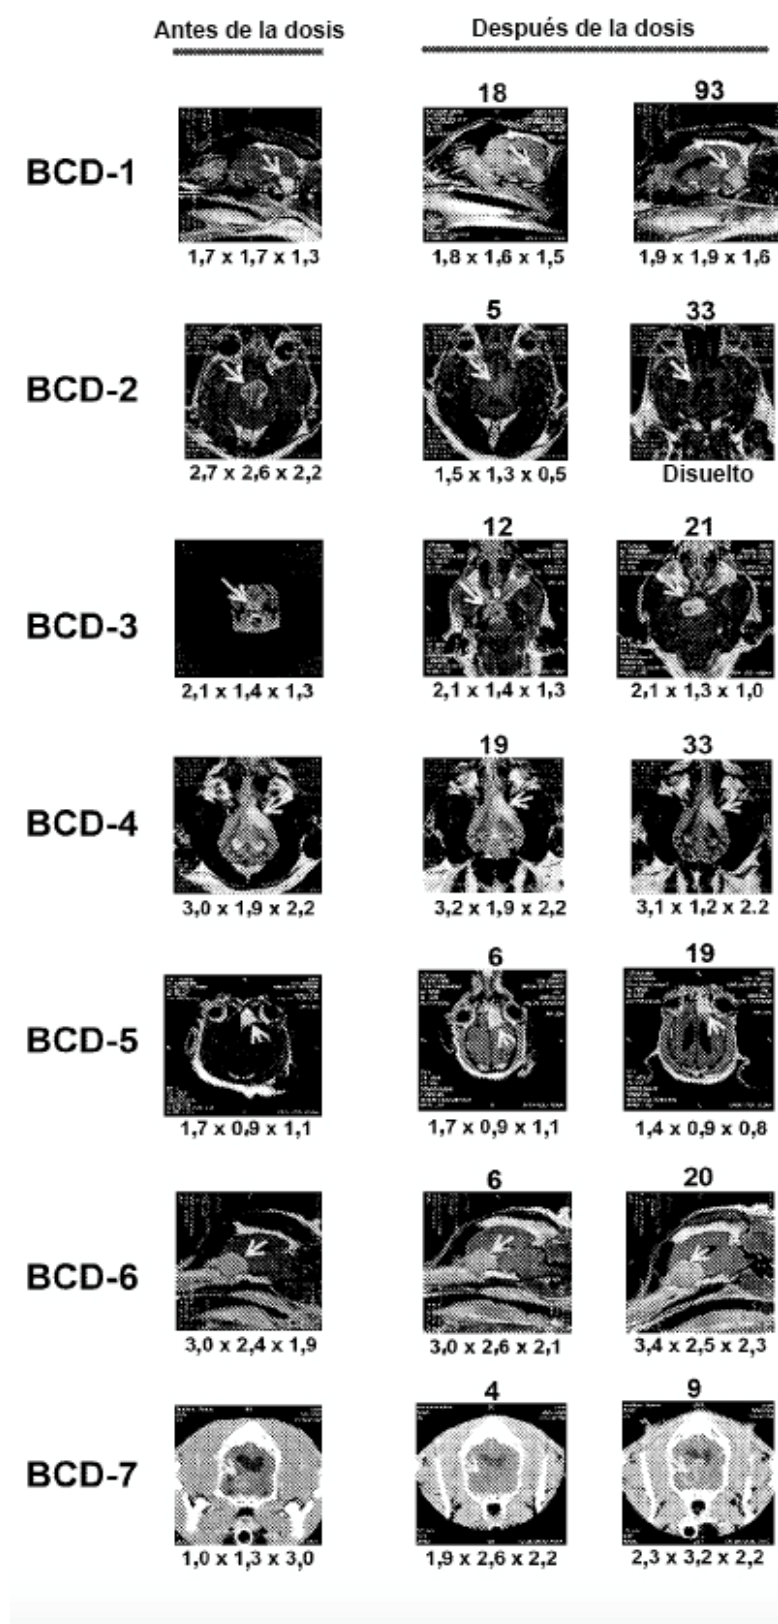 Antes de la dosis Después de la dosis
18 93
BCD-1
1,7 x 1,7 x 1,3 1,8 x 1,6 x 1,5 1,9 x 1,9 x 1,6
5 33
BCD-2
2,7 x 2,6 x 2,2 1,5 x 1,3 x 0,5 Disuelto
12 21
BCD-3
2,1 x 1,4 x 1,3 2,1 x 1,4 x 1,3 2,1 x 1,3 x 1,0
19 33
BCD-4
3,0 x 1,9 x 2,2 3,2 x 1,9 x 2,2 3,1 x 1,2 x 2.2
6 19
BCD-5
1,7 x 0,9 x 1,1 1,7 x 0,9 x 1,1 1,4 x 0,9 x 0,8
6 20
BCD-6
3,0 x 2,4 x 1,9 3,0 x 2,6 x 2,1 3,4 x 2,5 x 2,3
4 9
BCD-7
1,0 x 1,3 x 3,0 1,9 x 2,6 x 2,2 2,3 x 3,2 x 2,2